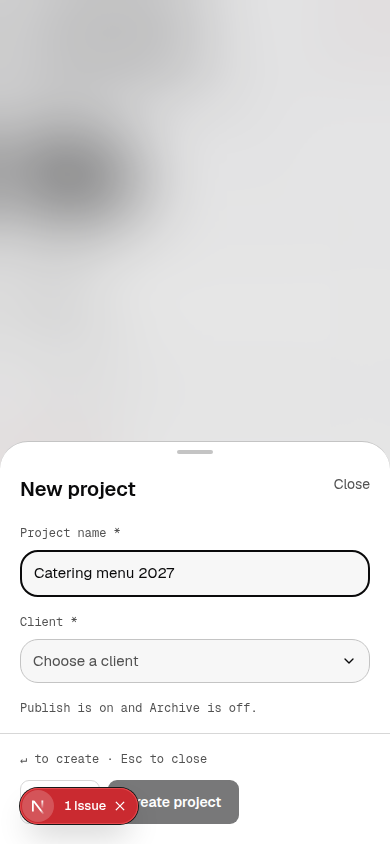 New project
Close
Project name *
Catering menu 2027
Client *
Choose a client
Publish is on and Archive is off.
↵ to create · Esc to close
N 1 Issue
reate project